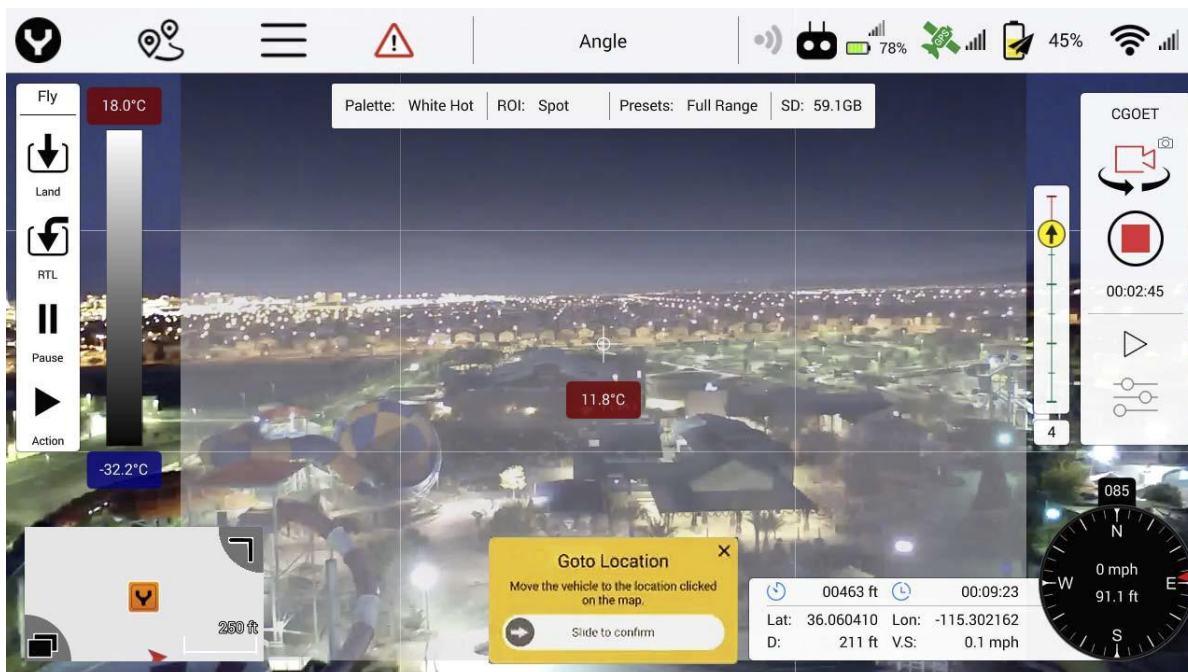 Angle
78%
GPS
45%
Fly
Land
RTL
Pause
Action
18.0°C
-32.2°C
Palette: White Hot ROI: Spot Presets: Full Range SD: 59.1GB
11.8°C
CGOET
00:02:45
4
250 ft
Goto Location
Move the vehicle to the location clicked
on the map.
Slide to confirm
00463 ft 00:09:23
Lat: 36.060410 Lon: -115.302162
D: 211 ft V.S: 0.1 mph
085
N
0 mph
W E
91.1 ft
S